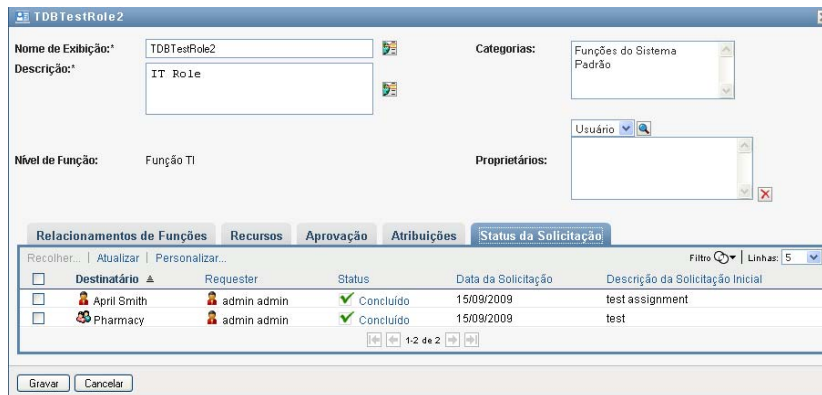 TDBTestRole2
Nome de Exibição:* TDBTestRole2 Categorias: Funções do Sistema Padrão
Descrição:* IT Role
Usuário
Nível de Função: Função TI Proprietários:
Relacionamentos de Funções Recursos Aprovação Atribuições Status da Solicitação
Recolher... | Atualizar | Personalizar... Filtro | Linhas: 5
Destinatário Requester Status Data da Solicitação Descrição da Solicitação Inicial
April Smith admin admin Concluído 15/09/2009 test assignment
Pharmacy admin admin Concluído 15/09/2009 test
1-2 de 2
Gravar Cancelar